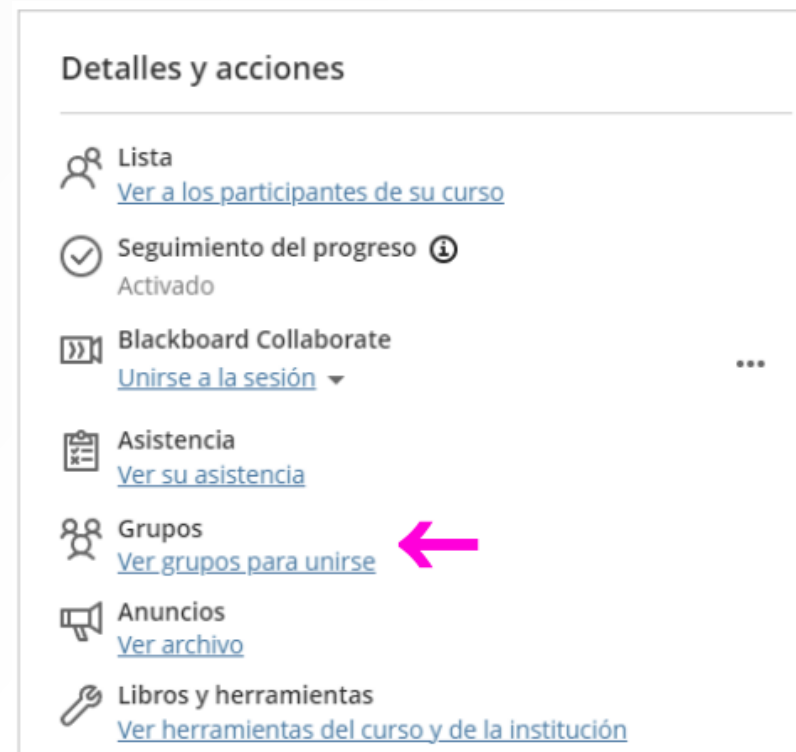 Detalles y acciones
Lista
Ver a los participantes de su curso
Seguimiento del progreso
Activado
Blackboard Collaborate
Unirse a la sesión
Asistencia
Ver su asistencia
Grupos
Ver grupos para unirse
Anuncios
Ver archivo
Libros y herramientas
Ver herramientas del curso y de la institución